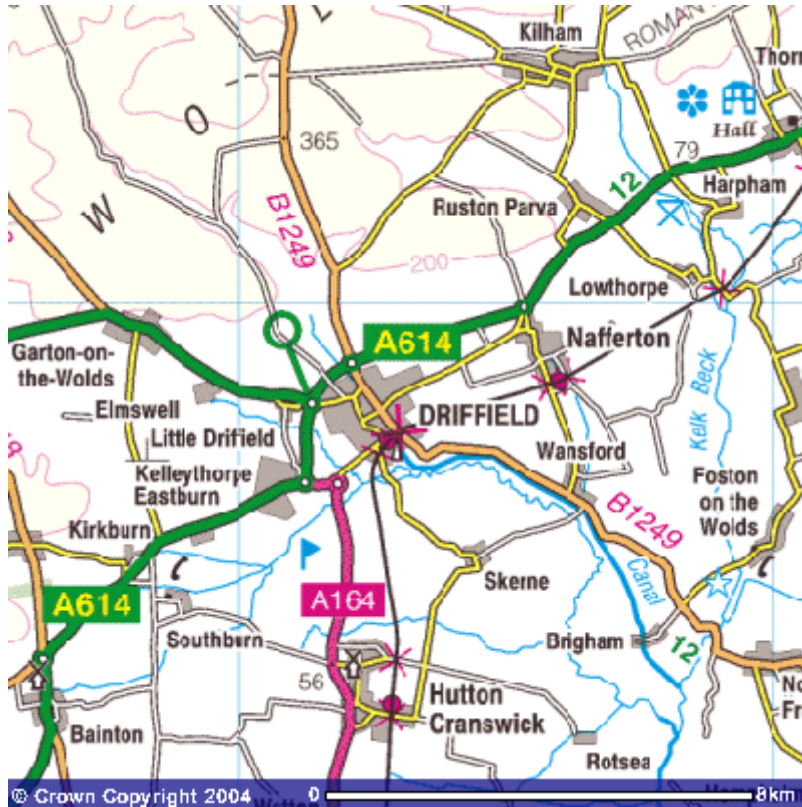 Kilham
ROMAN
Thorn
L
O
W
365
Hall
79
12
Harpham
Ruston Parva
B1249
200
Lowthorpe
A614
Nafferton
Garton-on-
the-Wolds
Elmswell
DRIFFIELD
Kelk Beck
Little Drifield
Wansford
Kelleythorpe
Eastburn
Foston
on the
Wolds
B1249
Kirkburn
Skerne
Canal
A614
A164
Southburn
Brigham
12
56
Hutton
Cranswick
No
Fr
Bainton
Rotsea
© Crown Copyright 2004
0
8km